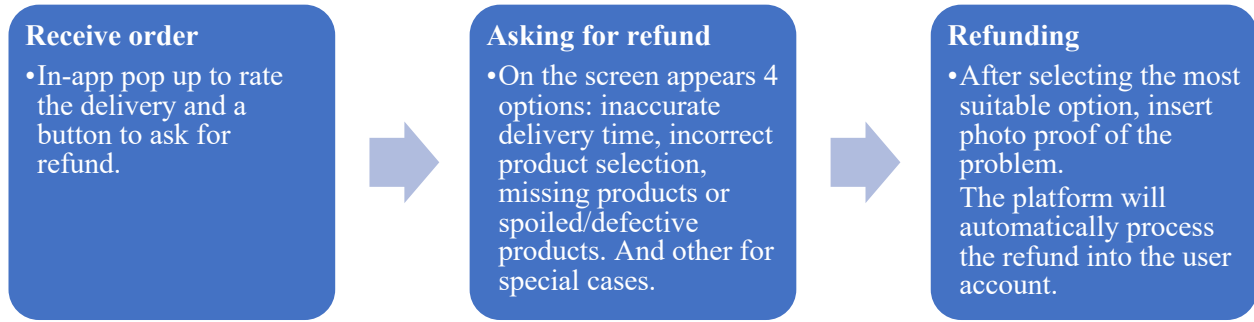 Receive order
•In-app pop up to rate
the delivery and a
button to ask for
refund.
Asking for refund
•On the screen appears 4
options: inaccurate
delivery time, incorrect
product selection,
missing products or
spoiled/defective
products. And other for
special cases.
Refunding
•After selecting the most
suitable option, insert
photo proof of the
problem.
The platform will
automatically process
the refund into the user
account.